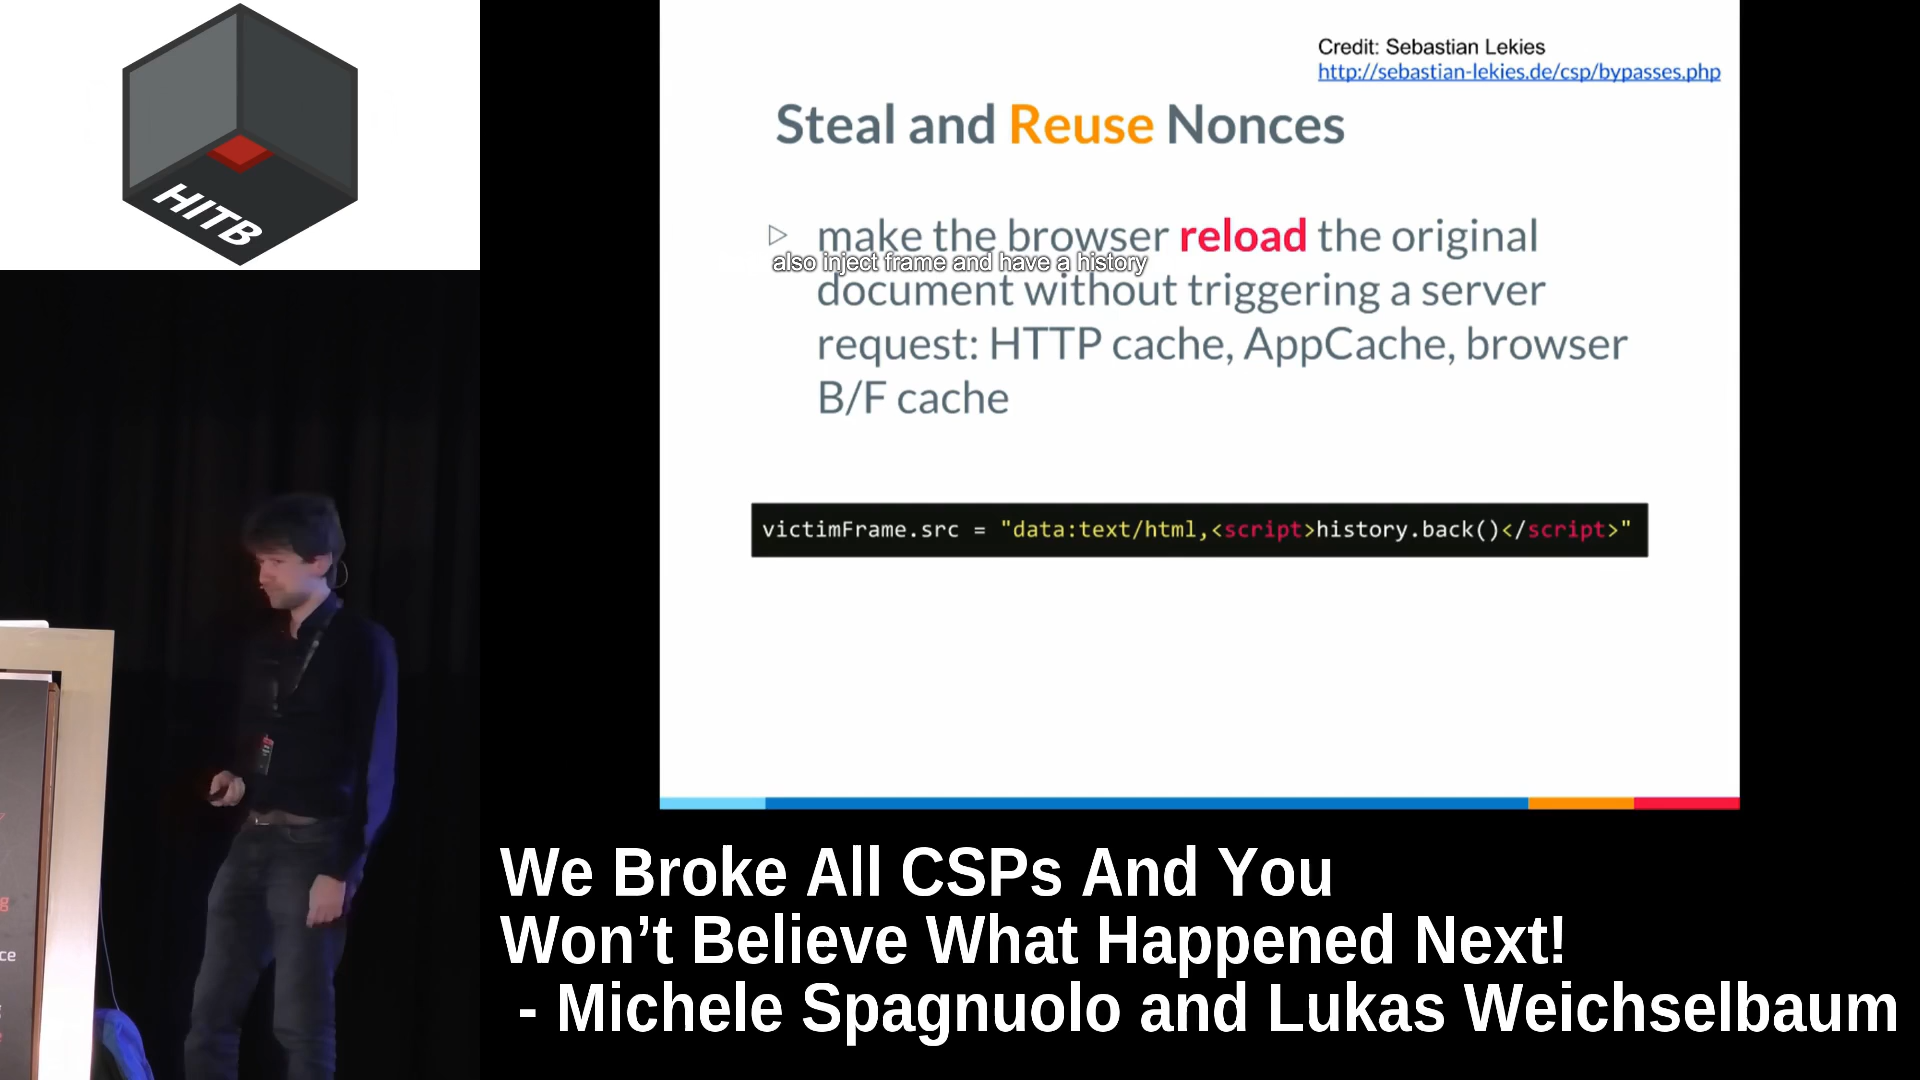 HITB
Credit: Sebastian Lekies
http://sebastian-lekies.de/csp/bypasses.php
Steal and Reuse Nonces
make the browser reload the original
also inject frame and have a history
document without triggering a server
request: HTTP cache, AppCache, browser
B/F cache
victimFrame.src = "data:text/html,<script>history.back()</script>"
We Broke All CSPs And You
Won’t Believe What Happened Next!
- Michele Spagnuolo and Lukas Weichselbaum